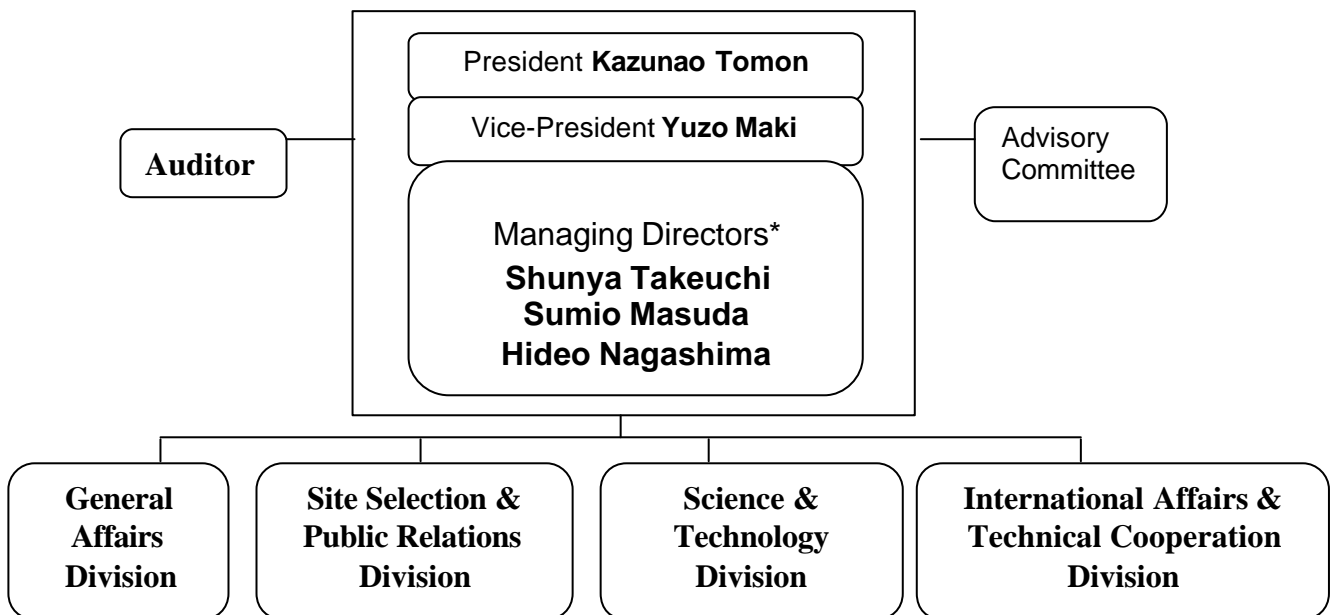 President Kazunao Tomon
Vice-President Yuzo Maki
Auditor
Advisory
Committee
Managing Directors*
Shunya Takeuchi
Sumio Masuda
Hideo Nagashima
General
Affairs
Division
Site Selection &
Public Relations
Division
Science &
Technology
Division
International Affairs &
Technical Cooperation
Division